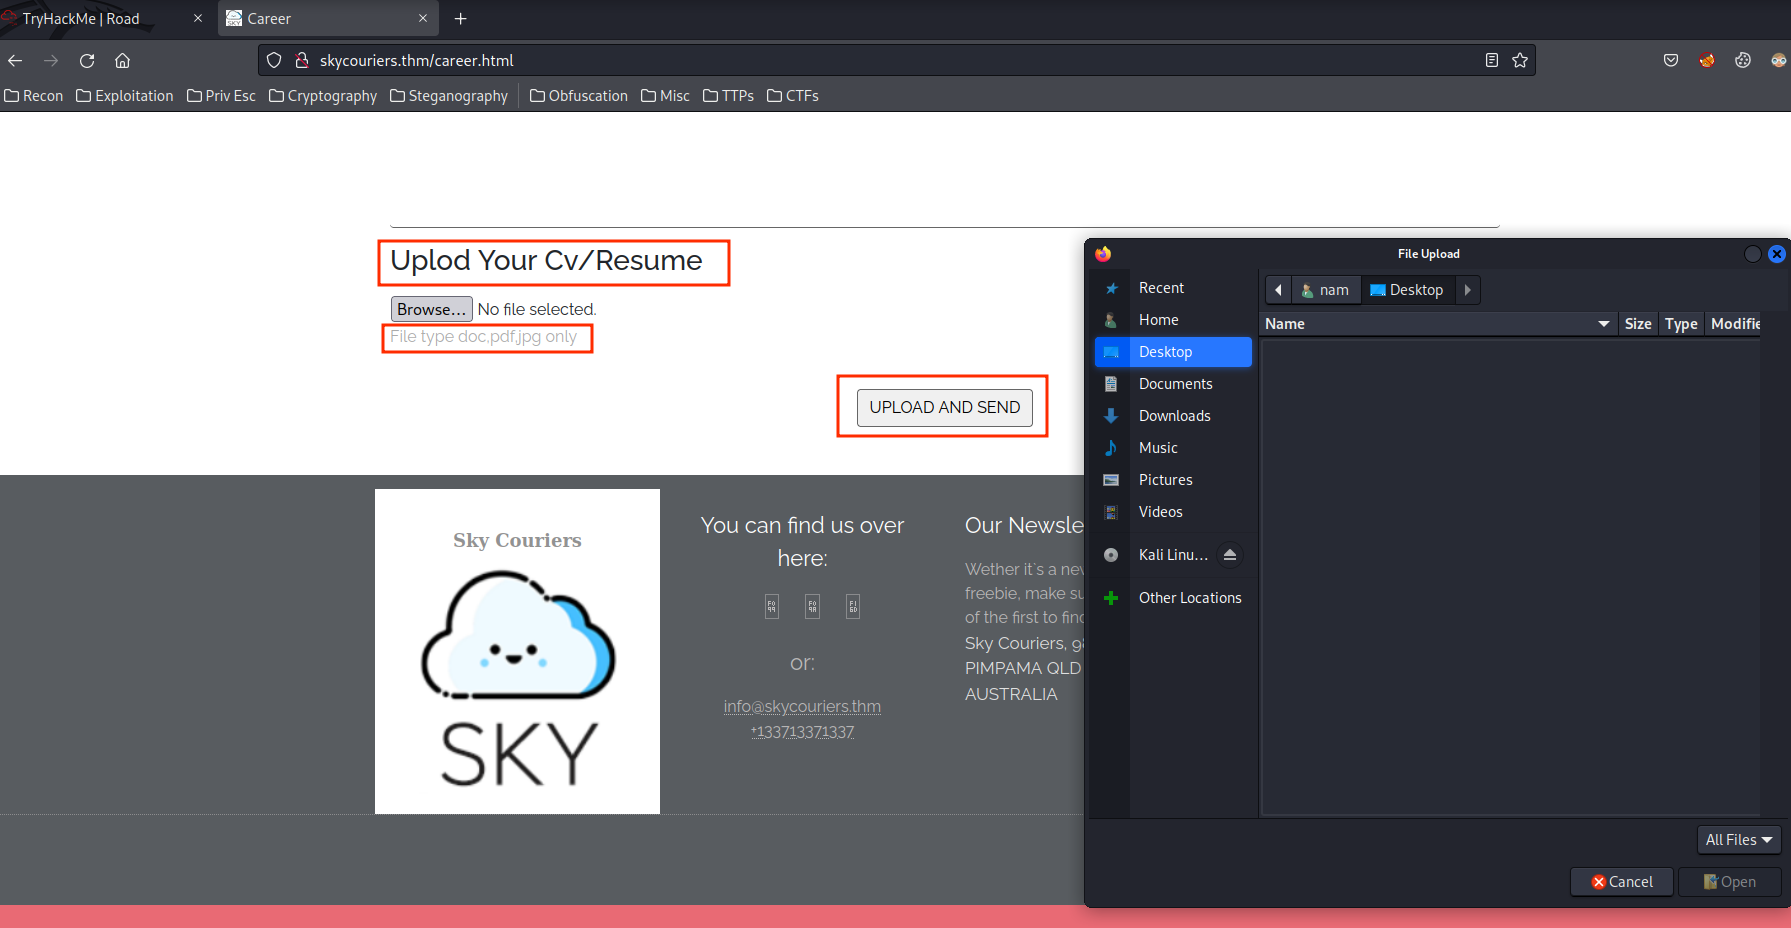 TryHackMe | Road
Career
skycouriers.thm/career.html
Recon Exploitation Priv Esc Cryptography Steganography Obfuscation Misc TTPs CTFs
Uplod Your Cv/Resume
Browse... No file selected.
File type doc,pdf,jpg only
UPLOAD AND SEND
Sky Couriers
SKY
You can find us over
here:
or:
info@skycouriers.thm
+133713371337
Our Newsle
Wether it's a nev
freebie, make su
of the first to find
Sky Couriers, 98
PIMPAMA QLD
AUSTRALIA
File Upload
Recent
Home
Desktop
Documents
Downloads
Music
Pictures
Videos
Kali Linu...
Other Locations
nam Desktop
Name Size Type Modifie
All Files
Cancel Open